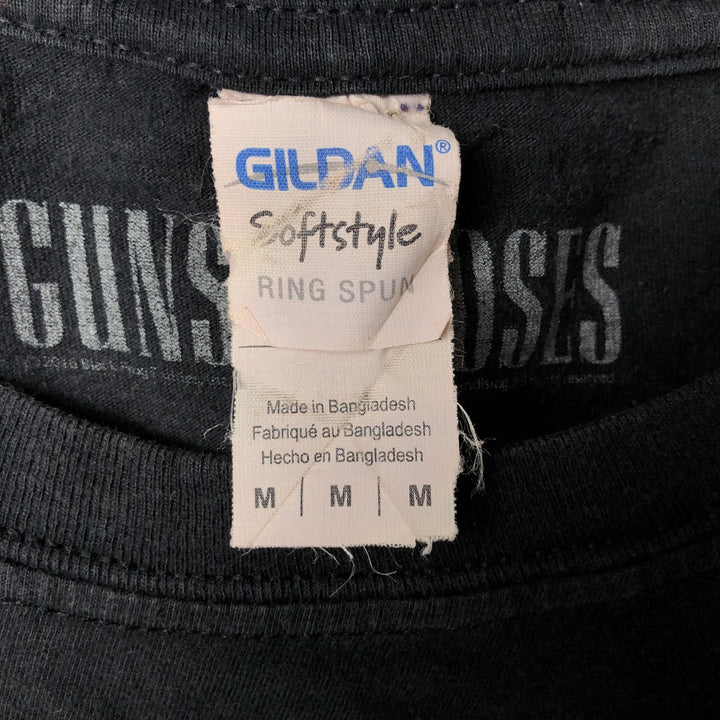 GILDAN®
Softstyle
RING SPUN
GUNS OSES
Made in Bangladesh
Fabriqué au Bangladesh
Hecho en Bangladesh
M | M | M